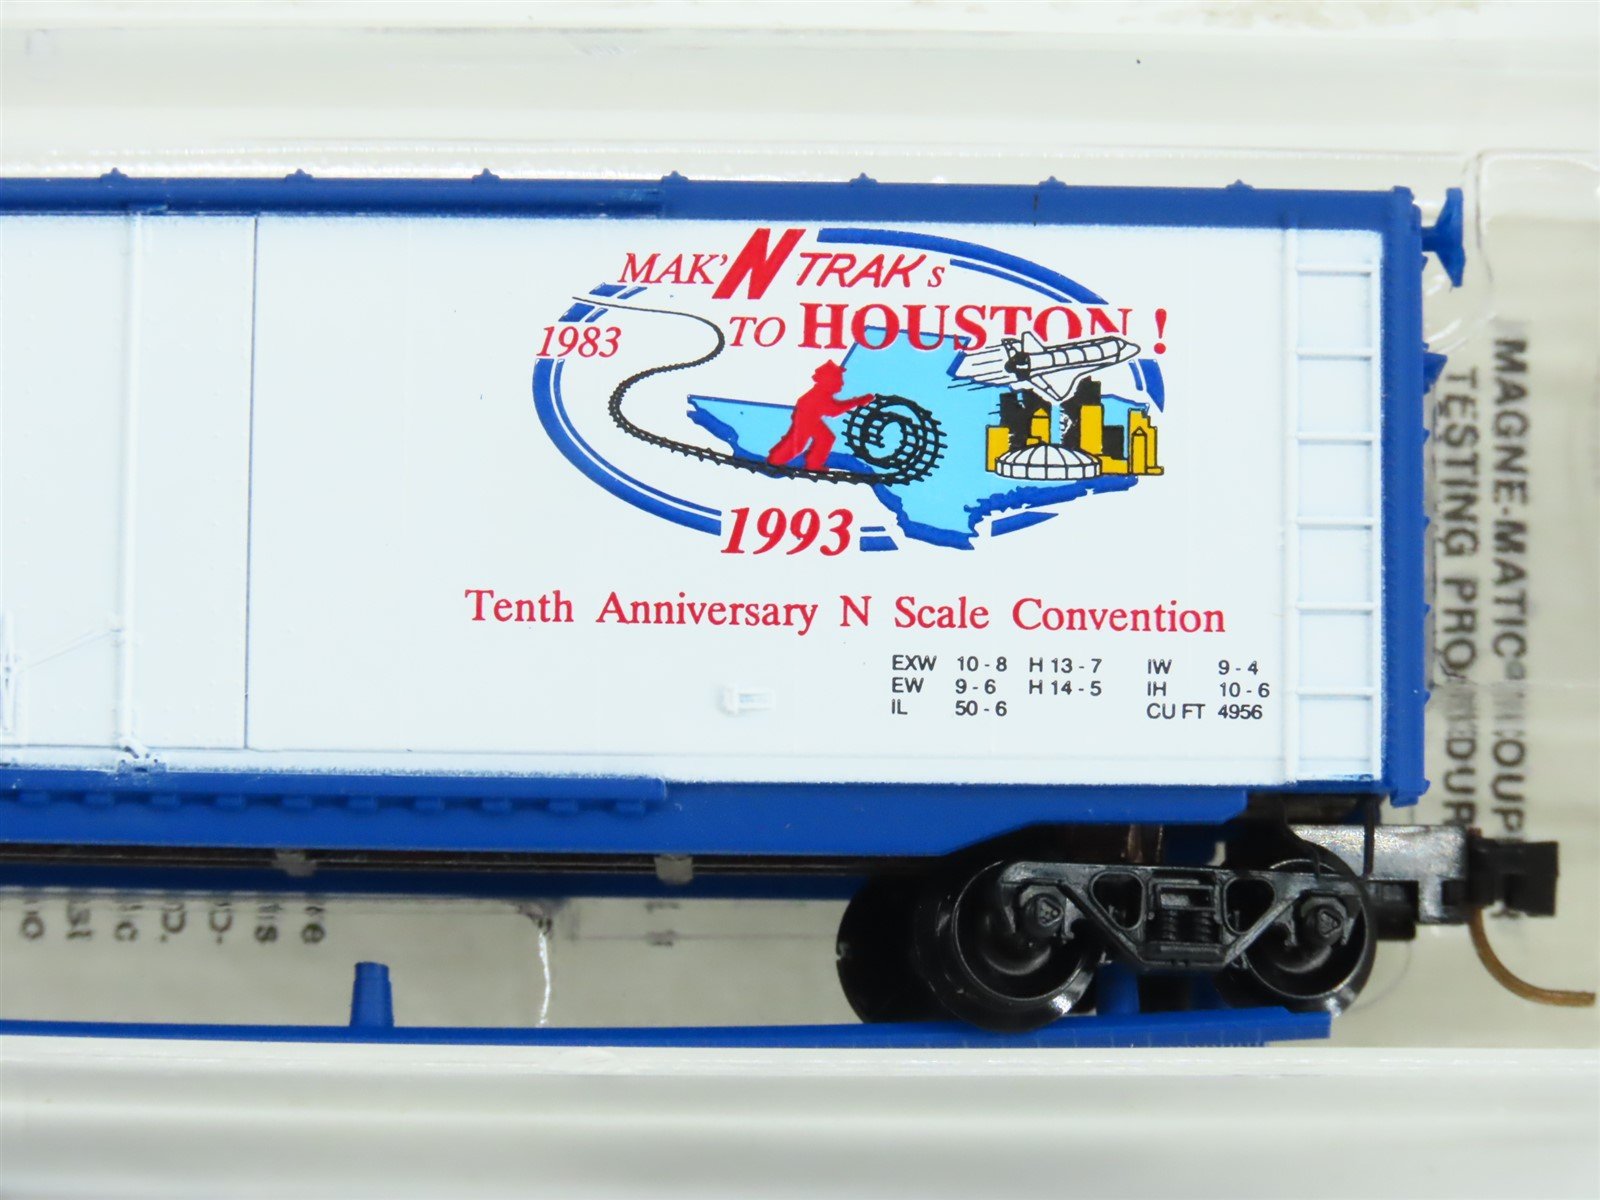 MAK' N TRAK s
TO HOUSTON !
1983
1993
Tenth Anniversary N Scale Convention
EXW 10-8 H 13-7 IW 9-4
EW 9-6 H 14-5 IH 10-6
IL 50-6 CU FT 4956
MAGNE-MATIC®
TESTING